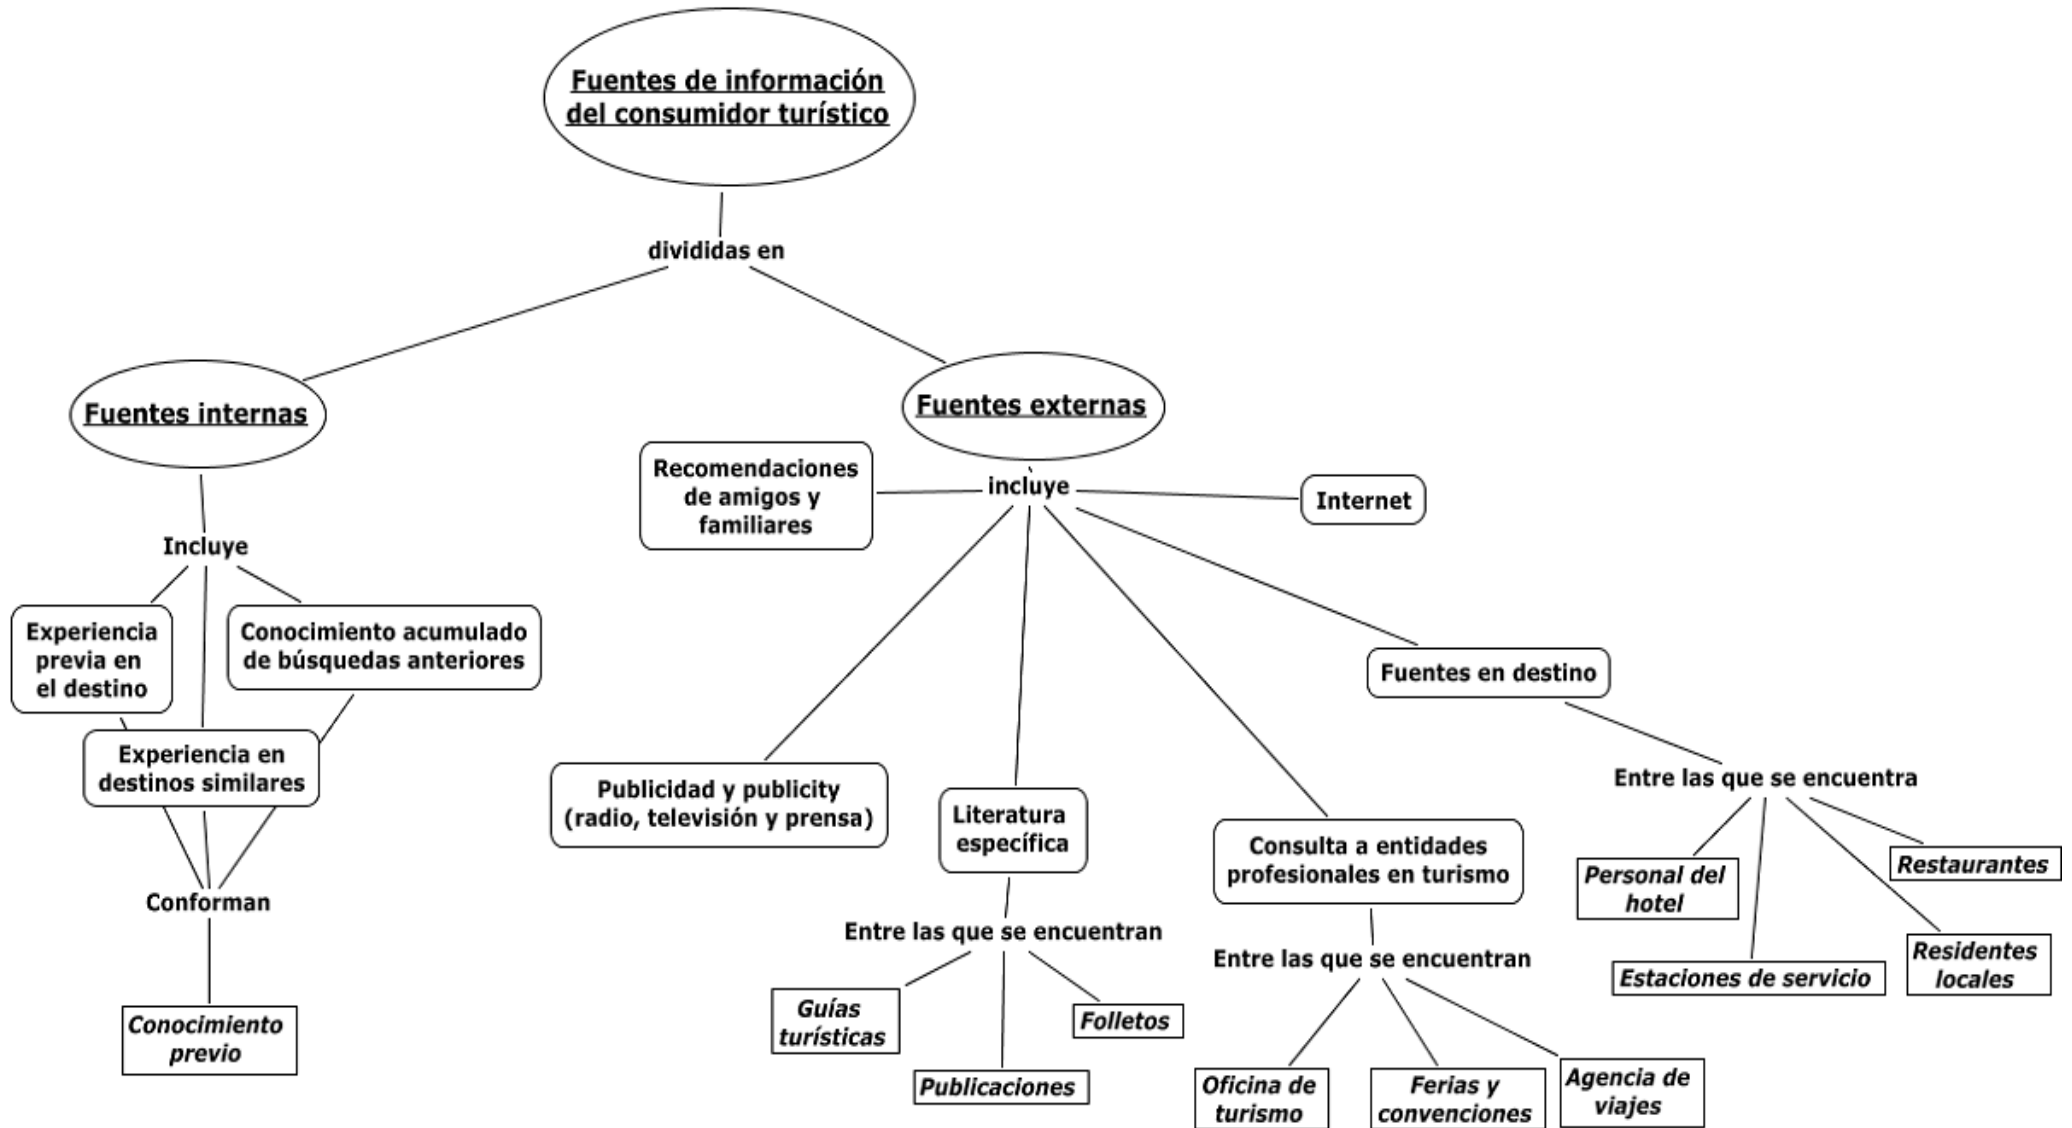 Fuentes de información
del consumidor turístico
divididas en
Fuentes internas
Fuentes externas
Recomendaciones
de amigos y
familiares
incluye
Internet
Incluye
Experiencia
previa en
el destino
Conocimiento acumulado
de búsquedas anteriores
Experiencia en
destinos similares
Conforman
Conocimiento
previo
Publicidad y publicity
(radio, televisión y prensa)
Literatura
específica
Entre las que se encuentran
Guías
turísticas
Folletos
Publicaciones
Consulta a entidades
profesionales en turismo
Entre las que se encuentran
Oficina de
turismo
Ferias y
convenciones
Agencia de
viajes
Fuentes en destino
Entre las que se encuentra
Personal del
hotel
Restaurantes
Estaciones de servicio
Residentes
locales